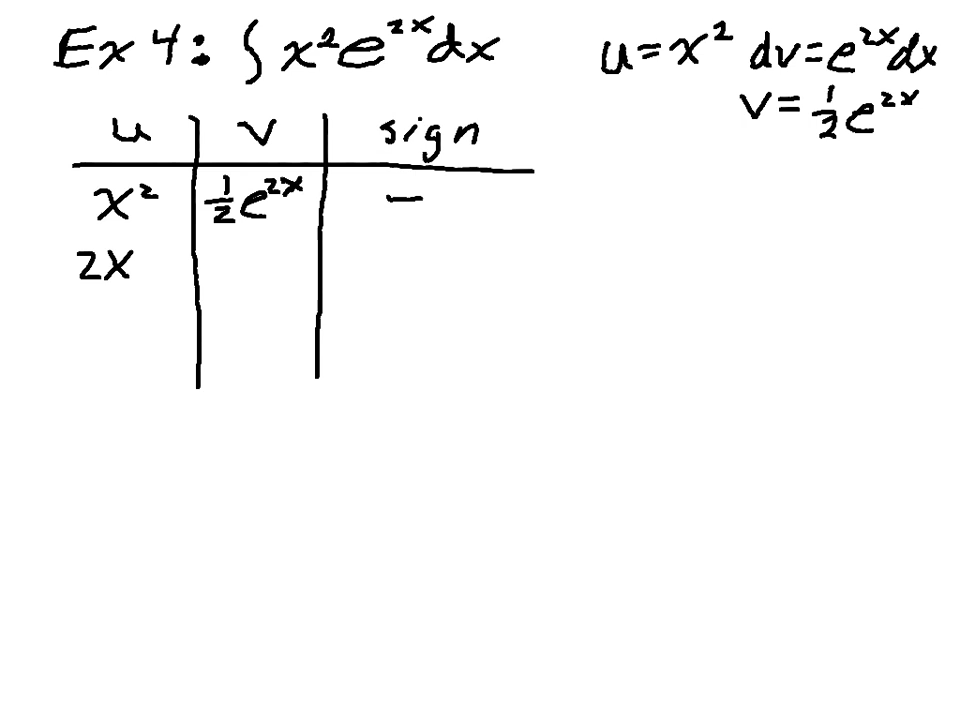 Ex 4: ∫ x²e²ˣdx
u=x² dv=e²ˣdx
v=½e²ˣ
u v sign
x² ½e²ˣ −
2x